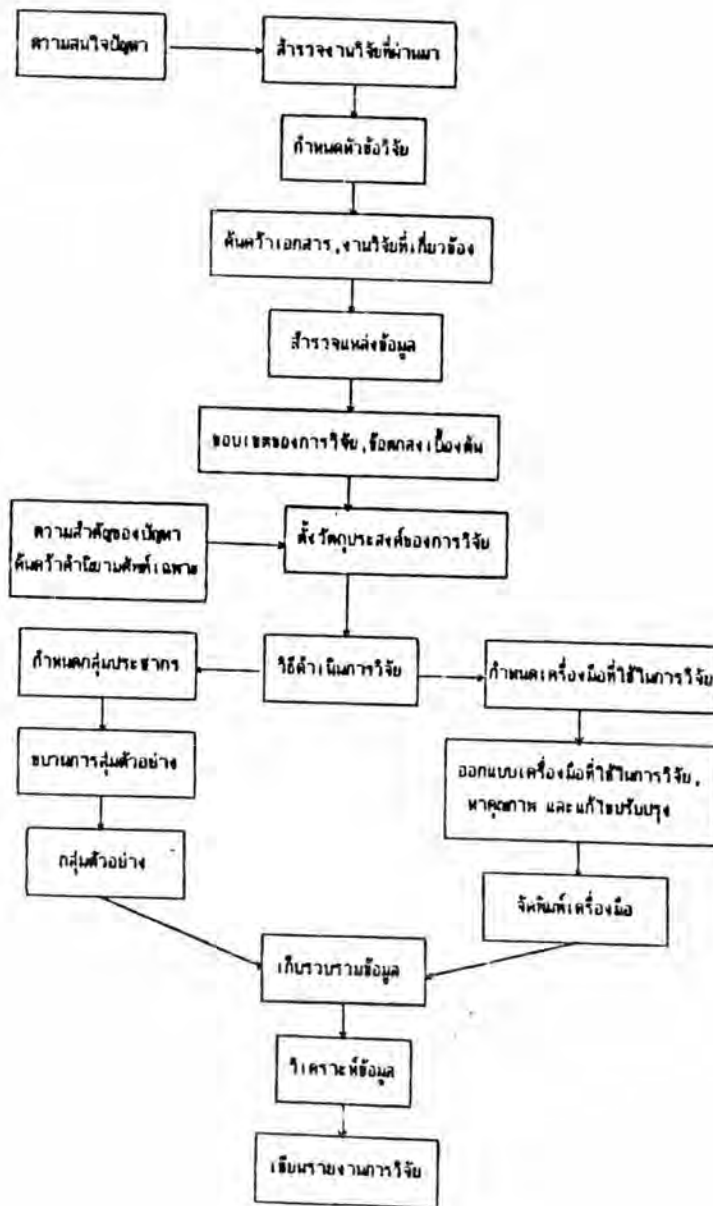 ความสนใจปัญหา
สำรวจงานวิจัยที่ผ่านมา
กำหนดหัวข้อวิจัย
ค้นคว้าเอกสาร,งานวิจัยที่เกี่ยวข้อง
สำรวจแหล่งข้อมูล
ขอบเขตของการวิจัย,ข้อตกลงเบื้องต้น
ความสำคัญของปัญหา
ค้นคว้าคำนิยามศัพท์เฉพาะ
ตั้งวัตถุประสงค์ของการวิจัย
กำหนดกลุ่มประชากร
วิธีดำเนินการวิจัย
กำหนดเครื่องมือที่ใช้ในการวิจัย
ขบวนการสุ่มตัวอย่าง
ออกแบบเครื่องมือที่ใช้ในการวิจัย,
หาคุณภาพ และแก้ไขปรับปรุง
กลุ่มตัวอย่าง
จัดพิมพ์เครื่องมือ
เก็บรวบรวมข้อมูล
วิเคราะห์ข้อมูล
เขียนรายงานการวิจัย